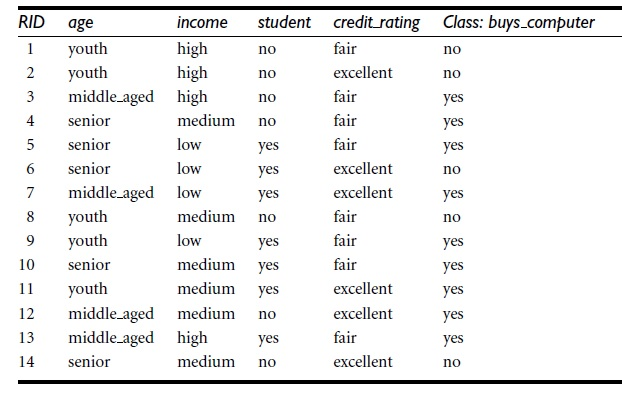 RID age income student credit_rating Class: buys_computer
1 youth high no fair no
2 youth high no excellent no
3 middle_aged high no fair yes
4 senior medium no fair yes
5 senior low yes fair yes
6 senior low yes excellent no
7 middle_aged low yes excellent yes
8 youth medium no fair no
9 youth low yes fair yes
10 senior medium yes fair yes
11 youth medium yes excellent yes
12 middle_aged medium no excellent yes
13 middle_aged high yes fair yes
14 senior medium no excellent no